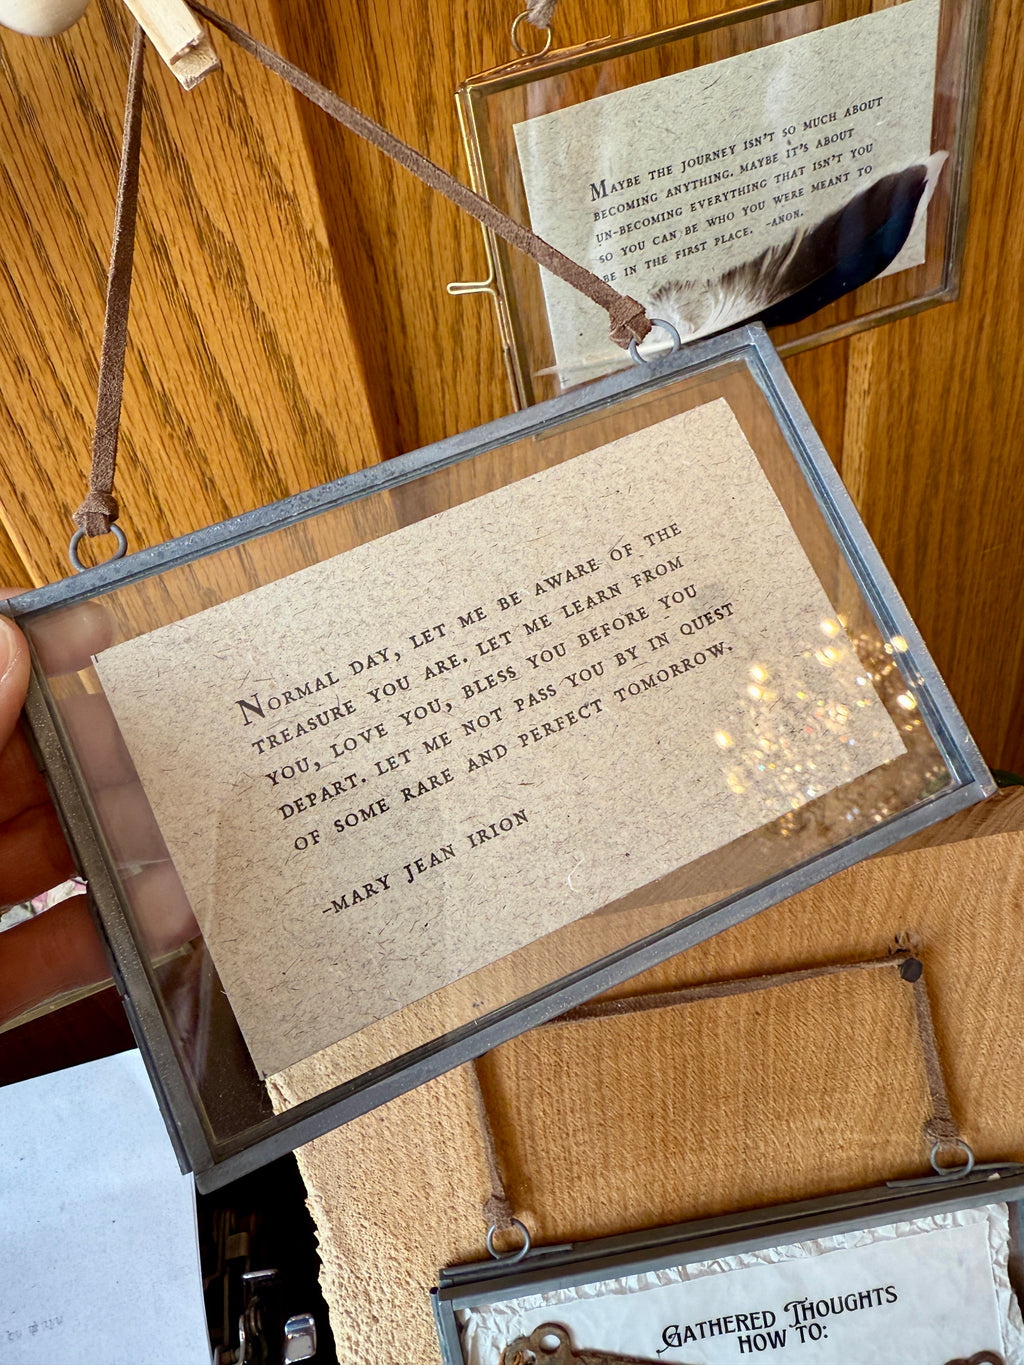 Maybe the journey isn't so much about
becoming anything. Maybe it's about
un-becoming everything that isn't you
so you can be who you were meant to
be in the first place. -Anon.
Normal day, let me be aware of the
treasure you are. Let me learn from
you, love you, bless you before you
depart. Let me not pass you by in quest
of some rare and perfect tomorrow.
-Mary Jean Irion
Gathered Thoughts
How To: